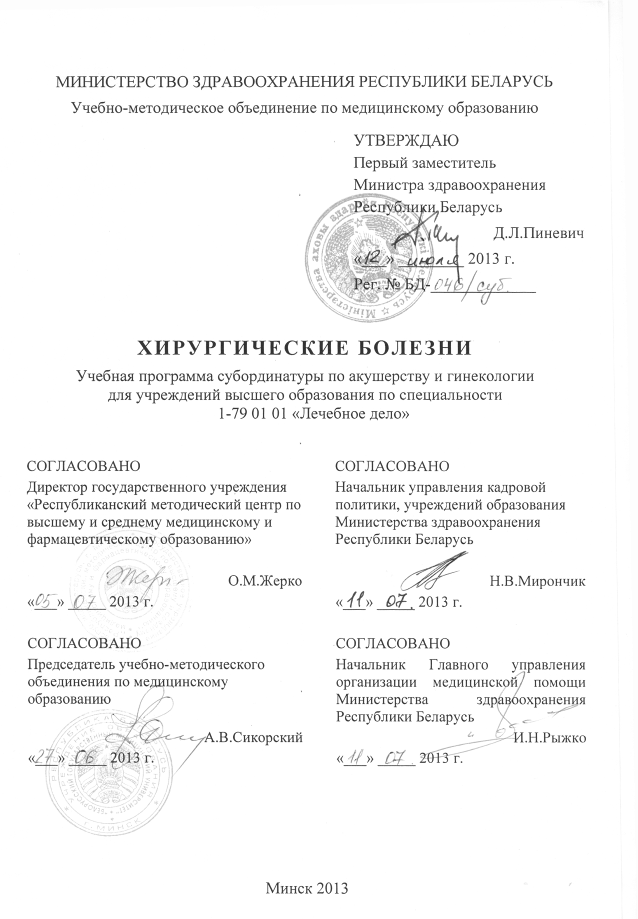 МИНИСТЕРСТВО ЗДРАВООХРАНЕНИЯ РЕСПУБЛИКИ БЕЛАРУСЬ
Учебно-методическое объединение по медицинскому образованию
УТВЕРЖДАЮ
Первый заместитель
Министра здравоохранения
Республики Беларусь
Д.Л.Пиневич
«12» июля 2013 г.
Рег. № БД-046/суб.
ХИРУРГИЧЕСКИЕ БОЛЕЗНИ
Учебная программа субординатуры по акушерству и гинекологии
для учреждений высшего образования по специальности
1-79 01 01 «Лечебное дело»
СОГЛАСОВАНО
Директор государственного учреждения
«Республиканский методический центр по
высшему и среднему медицинскому и
фармацевтическому образованию»
О.М.Жерко
«05» 07 2013 г.
СОГЛАСОВАНО
Начальник управления кадровой
политики, учреждений образования
Министерства здравоохранения
Республики Беларусь
Н.В.Мирончик
«11» 07. 2013 г.
СОГЛАСОВАНО
Председатель учебно-методического
объединения по медицинскому
образованию
А.В.Сикорский
«27» 06 2013 г.
СОГЛАСОВАНО
Начальник Главного управления
организации медицинской помощи
Министерства здравоохранения
Республики Беларусь
И.Н.Рыжко
«11» 07 2013 г.
Минск 2013